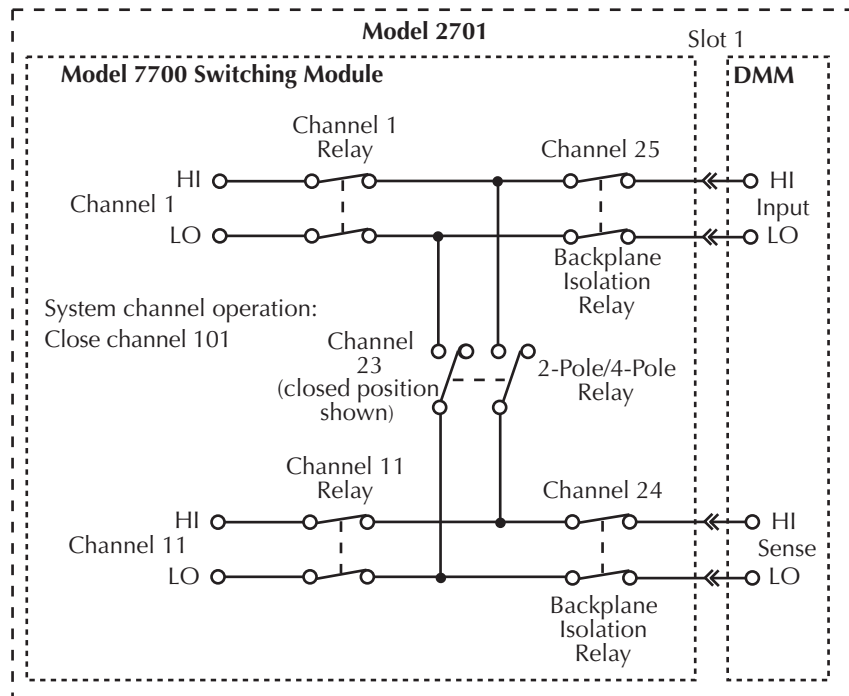 Model 2701
Slot 1
Model 7700 Switching Module
DMM
Channel 1
Relay
Channel 25
HI
HI
Channel 1
Input
LO
LO
Backplane
Isolation
Relay
System channel operation:
Close channel 101
Channel
23
(closed position
shown)
2-Pole/4-Pole
Relay
Channel 11
Relay
Channel 24
HI
HI
Channel 11
Sense
LO
LO
Backplane
Isolation
Relay